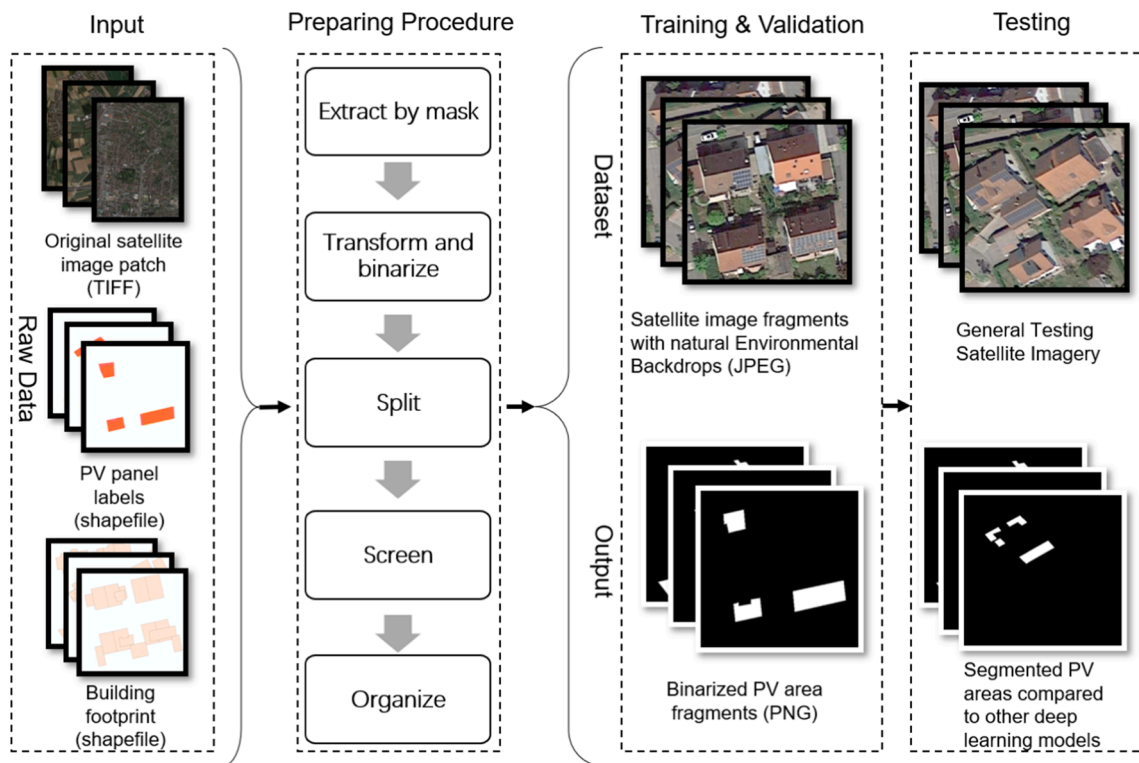 Input
Preparing Procedure
Training & Validation
Testing
Raw Data
Original satellite
image patch
(TIFF)
PV panel
labels
(shapefile)
Building
footprint
(shapefile)
Extract by mask
Transform and
binarize
Split
Screen
Organize
Dataset
Output
Satellite image fragments
with natural Environmental
Backdrops (JPEG)
Binarized PV area
fragments (PNG)
General Testing
Satellite Imagery
Segmented PV
areas compared
to other deep
learning models